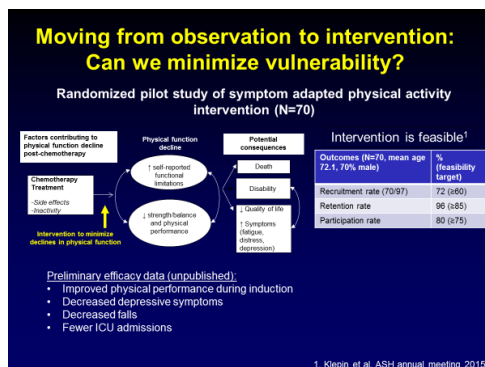 Moving from observation to intervention:
Can we minimize vulnerability?
Randomized pilot study of symptom adapted physical activity
intervention (N=70)
Factors contributing to
physical function decline
post-chemotherapy
Chemotherapy
Treatment
-Side effects
-Inactivity
Intervention to minimize
declines in physical function
Physical function
decline
↑ self-reported
functional
limitations
↓ strength/balance
and physical
performance
Potential
consequences
Death
Disability
↓ Quality of life
↑ Symptoms
(fatigue,
distress,
depression)
Intervention is feasible1
Outcomes (N=70, mean age
72.1, 70% male)
%
(feasibility
target)
Recruitment rate (70/97)
72 (≥60)
Retention rate
96 (≥85)
Participation rate
80 (≥75)
Preliminary efficacy data (unpublished):
• Improved physical performance during induction
• Decreased depressive symptoms
• Decreased falls
• Fewer ICU admissions
1. Klepin et al. ASH annual meeting 2015